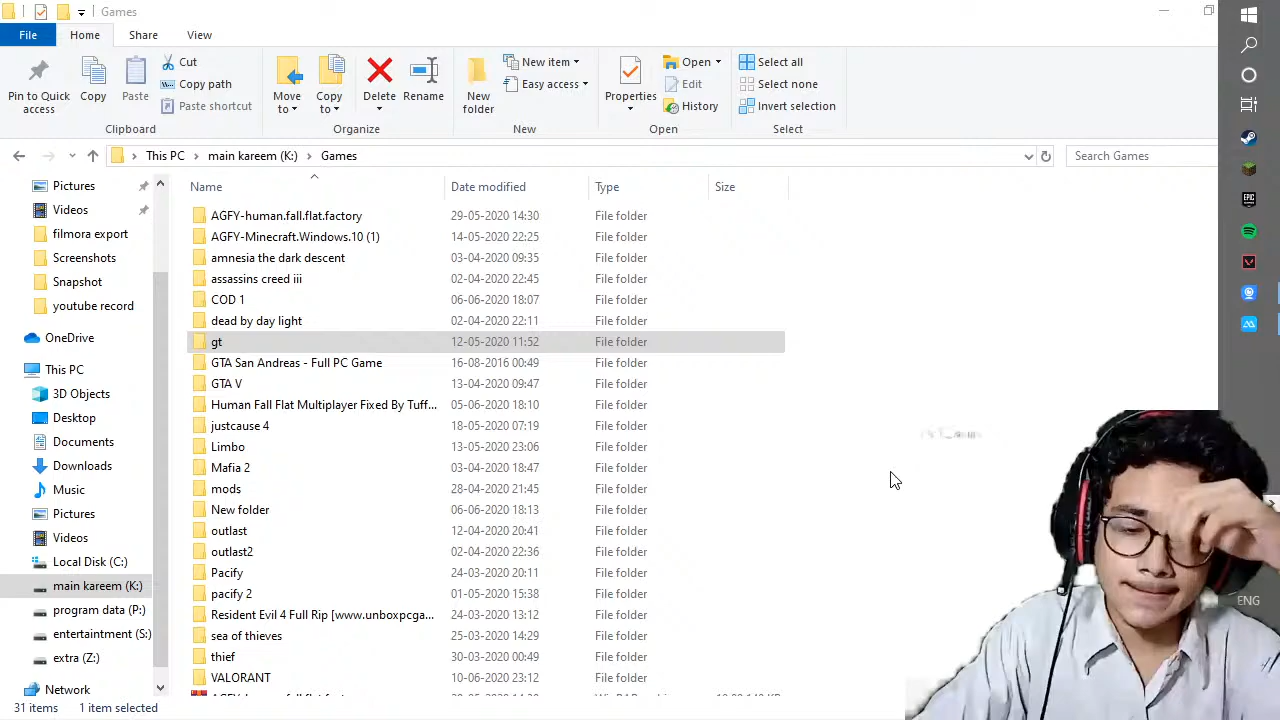 Games
File Home Share View
Pin to Quick access
Copy
Paste
Cut
Copy path
Paste shortcut
Clipboard
Move to
Copy to
Delete
Rename
Organize
New folder
New item
Easy access
New
Properties
Open
Edit
History
Open
Select all
Select none
Invert selection
Select
This PC > main kareem (K:) > Games
Search Games
Pictures
Videos
filmora export
Screenshots
Snapshot
youtube record
OneDrive
This PC
3D Objects
Desktop
Documents
Downloads
Music
Pictures
Videos
Local Disk (C:)
main kareem (K:)
program data (P:)
entertaintment (S:)
extra (Z:)
Network
Name Date modified Type Size
AGFY-human.fall.flat.factory 29-05-2020 14:30 File folder
AGFY-Minecraft.Windows.10 (1) 14-05-2020 22:25 File folder
amnesia the dark descent 03-04-2020 09:35 File folder
assassins creed iii 02-04-2020 22:45 File folder
COD 1 06-06-2020 18:07 File folder
dead by day light 02-04-2020 22:11 File folder
gt 12-05-2020 11:52 File folder
GTA San Andreas - Full PC Game 16-08-2016 00:49 File folder
GTA V 13-04-2020 09:47 File folder
Human Fall Flat Multiplayer Fixed By Tuff... 05-06-2020 18:10 File folder
justcause 4 18-05-2020 07:19 File folder
Limbo 13-05-2020 23:06 File folder
Mafia 2 03-04-2020 18:47 File folder
mods 28-04-2020 21:45 File folder
New folder 06-06-2020 18:13 File folder
outlast 12-04-2020 20:41 File folder
outlast2 02-04-2020 22:36 File folder
Pacify 24-03-2020 20:11 File folder
pacify 2 01-05-2020 15:38 File folder
Resident Evil 4 Full Rip [www.unboxpcga... 24-03-2020 13:12 File folder
sea of thieves 25-03-2020 14:29 File folder
thief 30-03-2020 00:49 File folder
VALORANT 10-06-2020 23:12 File folder
31 items 1 item selected
EPIC
ENG